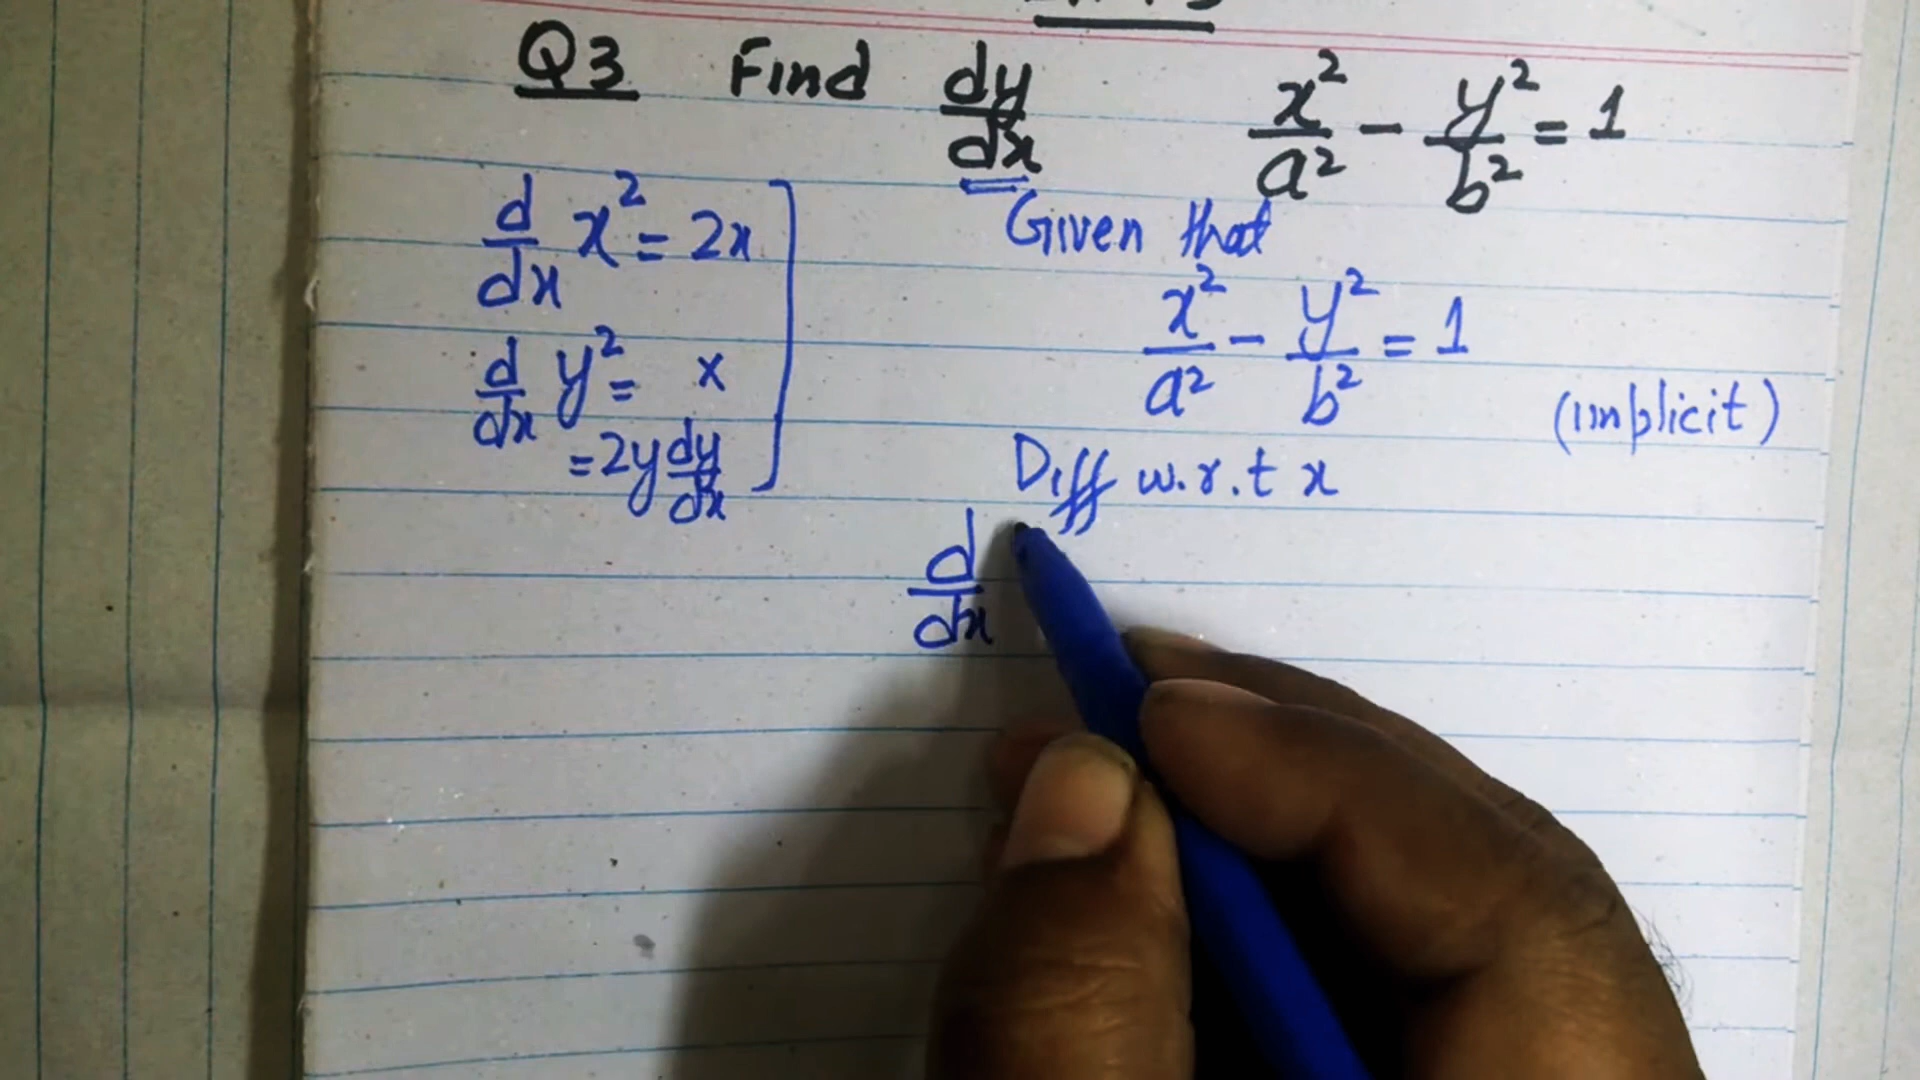 Q3 Find dy/dx x²/a² - y²/b² = 1
d/dx x² = 2x
d/dx y² = x
= 2y dy/dx
Given that
x²/a² - y²/b² = 1
(implicit)
Diff w.r.t x
d/dx